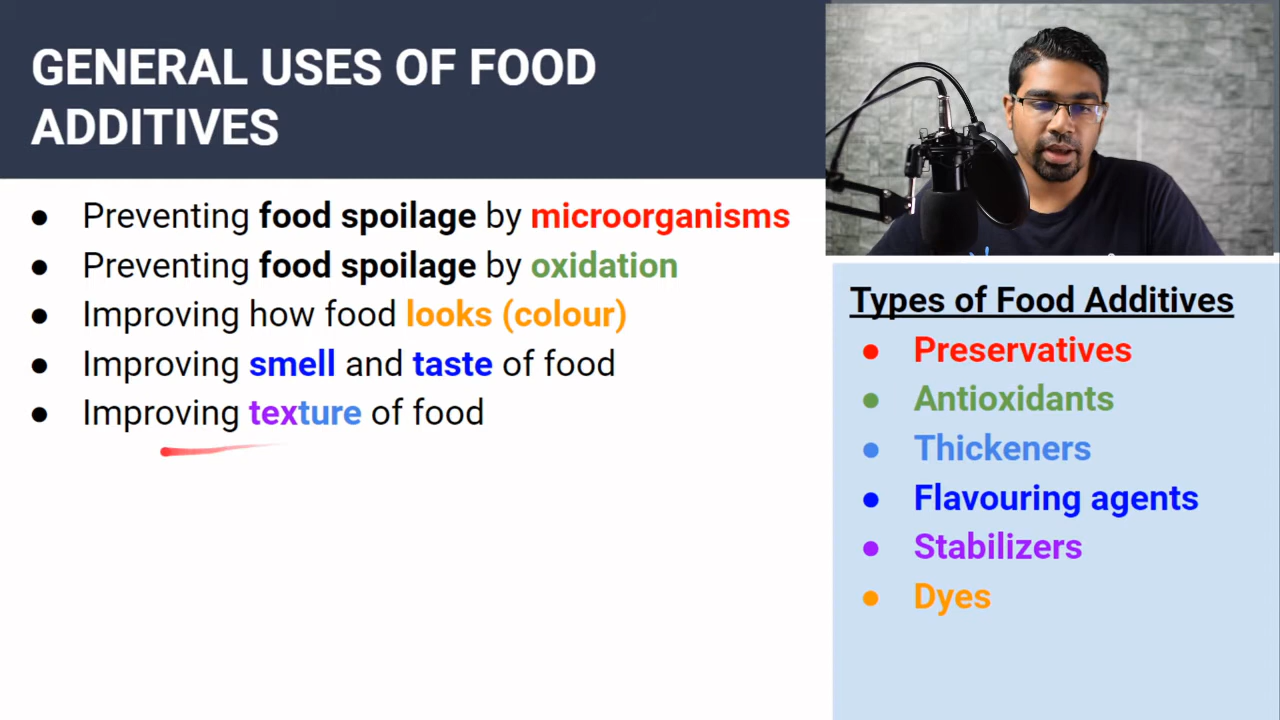 GENERAL USES OF FOOD
ADDITIVES
● Preventing food spoilage by microorganisms
● Preventing food spoilage by oxidation
● Improving how food looks (colour)
● Improving smell and taste of food
● Improving texture of food
Types of Food Additives
● Preservatives
● Antioxidants
● Thickeners
● Flavouring agents
● Stabilizers
● Dyes